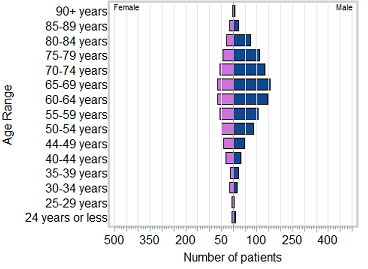 Female Male
90+ years
85-89 years
80-84 years
75-79 years
70-74 years
65-69 years
60-64 years
55-59 years
50-54 years
44-49 years
40-44 years
35-39 years
30-34 years
25-29 years
24 years or less
Age Range
500 350 200 50 100 250 400
Number of patients